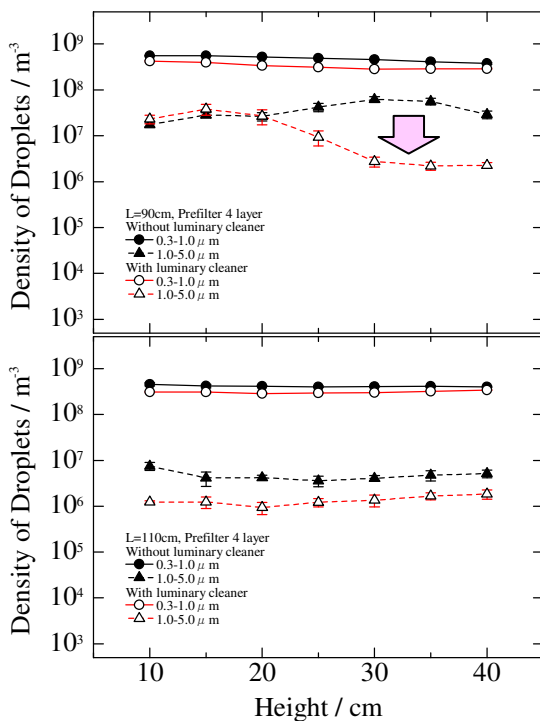 10⁹
10⁸
10⁷
10⁶
10⁵
10⁴
10³
Density of Droplets / m⁻³
L=90cm, Prefilter 4 layer
Without luminary cleaner
0.3-1.0 μ m
1.0-5.0 μ m
With luminary cleaner
0.3-1.0 μ m
1.0-5.0 μ m
10⁹
10⁸
10⁷
10⁶
10⁵
10⁴
10³
Density of Droplets / m⁻³
L=110cm, Prefilter 4 layer
Without luminary cleaner
0.3-1.0 μ m
1.0-5.0 μ m
With luminary cleaner
0.3-1.0 μ m
1.0-5.0 μ m
10 20 30 40
Height / cm